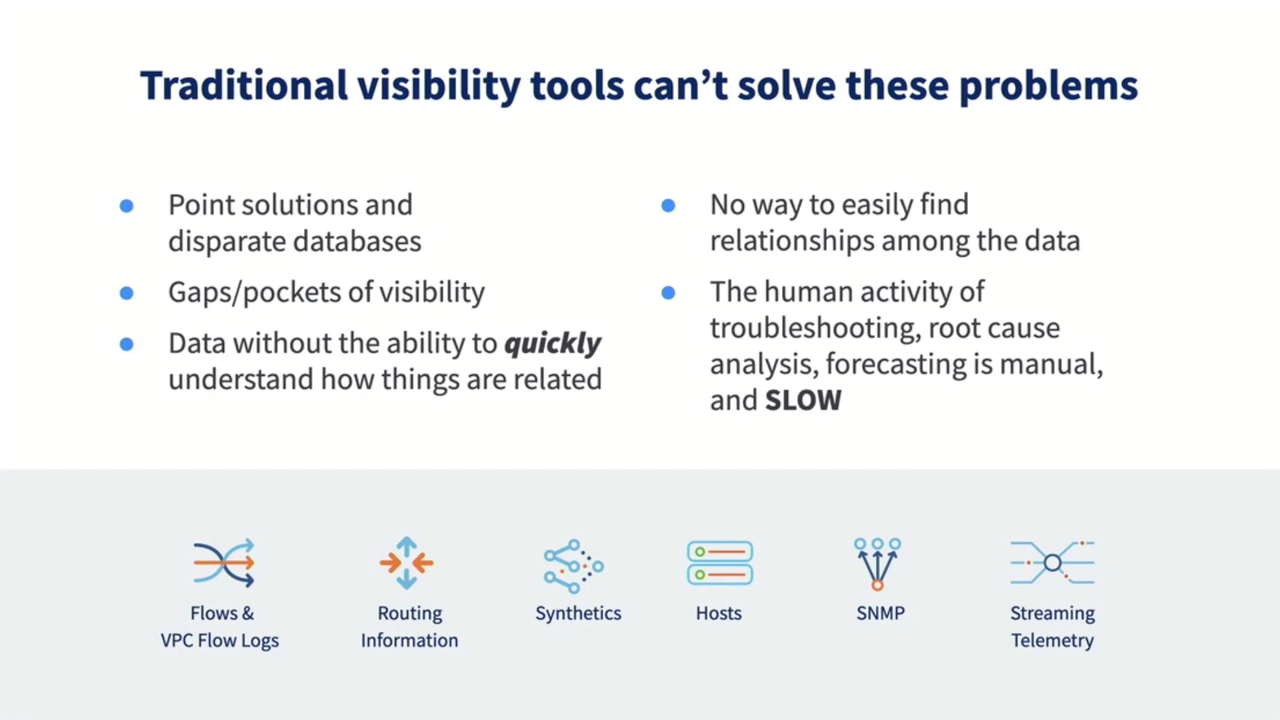 Traditional visibility tools can’t solve these problems
● Point solutions and
disparate databases
● Gaps/pockets of visibility
● Data without the ability to quickly
understand how things are related
● No way to easily find
relationships among the data
● The human activity of
troubleshooting, root cause
analysis, forecasting is manual,
and SLOW
Flows &
VPC Flow Logs
Routing
Information
Synthetics
Hosts
SNMP
Streaming
Telemetry